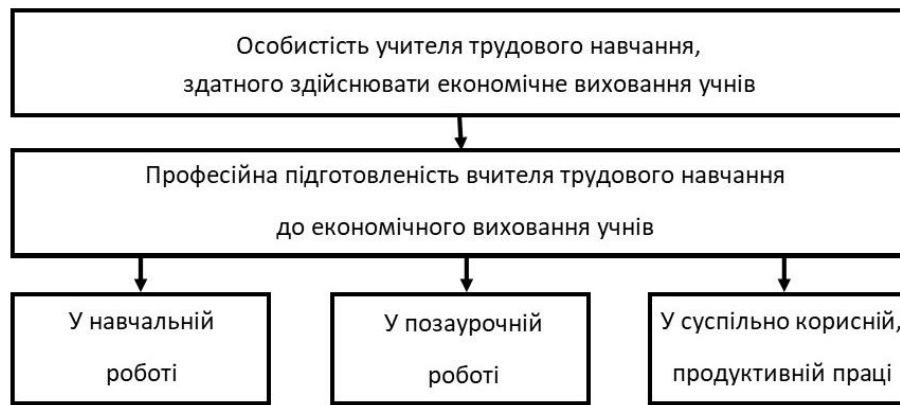 Особистість учителя трудового навчання,
здатного здійснювати економічне виховання учнів
Професійна підготовленість вчителя трудового навчання
до економічного виховання учнів
У навчальній
роботі
У позаурочній
роботі
У суспільно корисній,
продуктивній праці